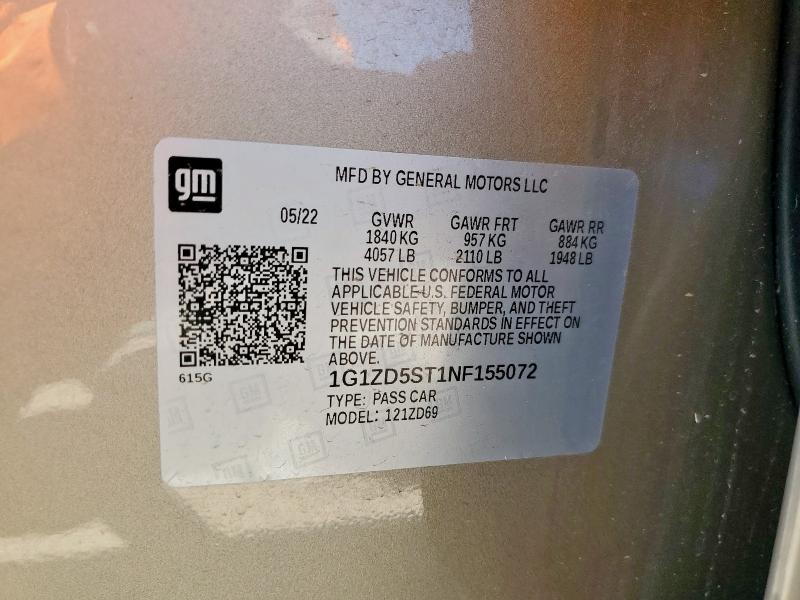 gm
MFD BY GENERAL MOTORS LLC
05/22 GVWR GAWR FRT GAWR RR
1840 KG 957 KG 884 KG
4057 LB 2110 LB 1948 LB
THIS VEHICLE CONFORMS TO ALL
APPLICABLE U.S. FEDERAL MOTOR
VEHICLE SAFETY, BUMPER, AND THEFT
PREVENTION STANDARDS IN EFFECT ON
THE DATE OF MANUFACTURE SHOWN
ABOVE.
615G
1G1ZD5ST1NF155072
TYPE: PASS CAR
MODEL: 121ZD69